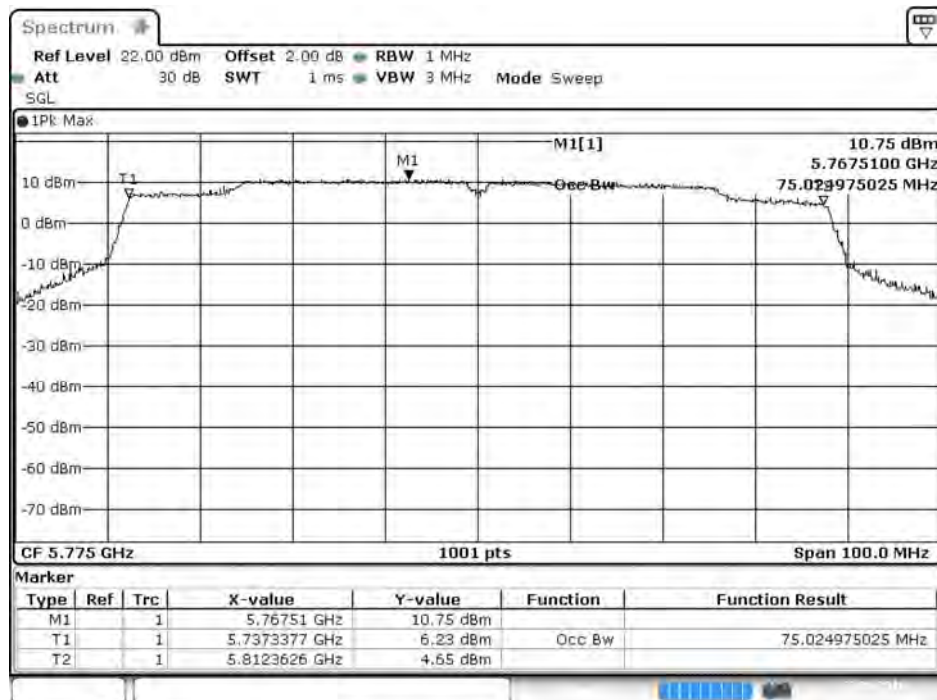 Spectrum
Ref Level 22.00 dBm Offset 2.00 dB RBW 1 MHz
Att 30 dB SWT 1 ms VBW 3 MHz Mode Sweep
SGL
1Pk Max
M1[1] 10.75 dBm
M1 5.7675100 GHz
10 dBm T1 Occ Bw 75.024975025 MHz
0 dBm
-10 dBm
-20 dBm
-30 dBm
-40 dBm
-50 dBm
-60 dBm
-70 dBm
CF 5.775 GHz 1001 pts Span 100.0 MHz
Marker
Type Ref Trc X-value Y-value Function Function Result
M1 1 5.76751 GHz 10.75 dBm
T1 1 5.7373377 GHz 6.23 dBm Occ Bw 75.024975025 MHz
T2 1 5.8123626 GHz 4.65 dBm